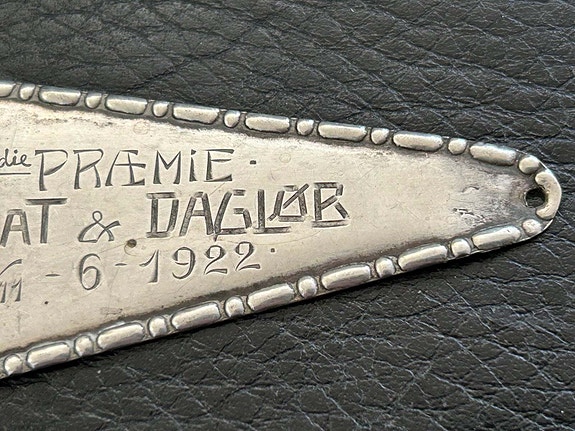 die PRÆMIE.
AT & DAGLØB
11 - 6 - 1922.